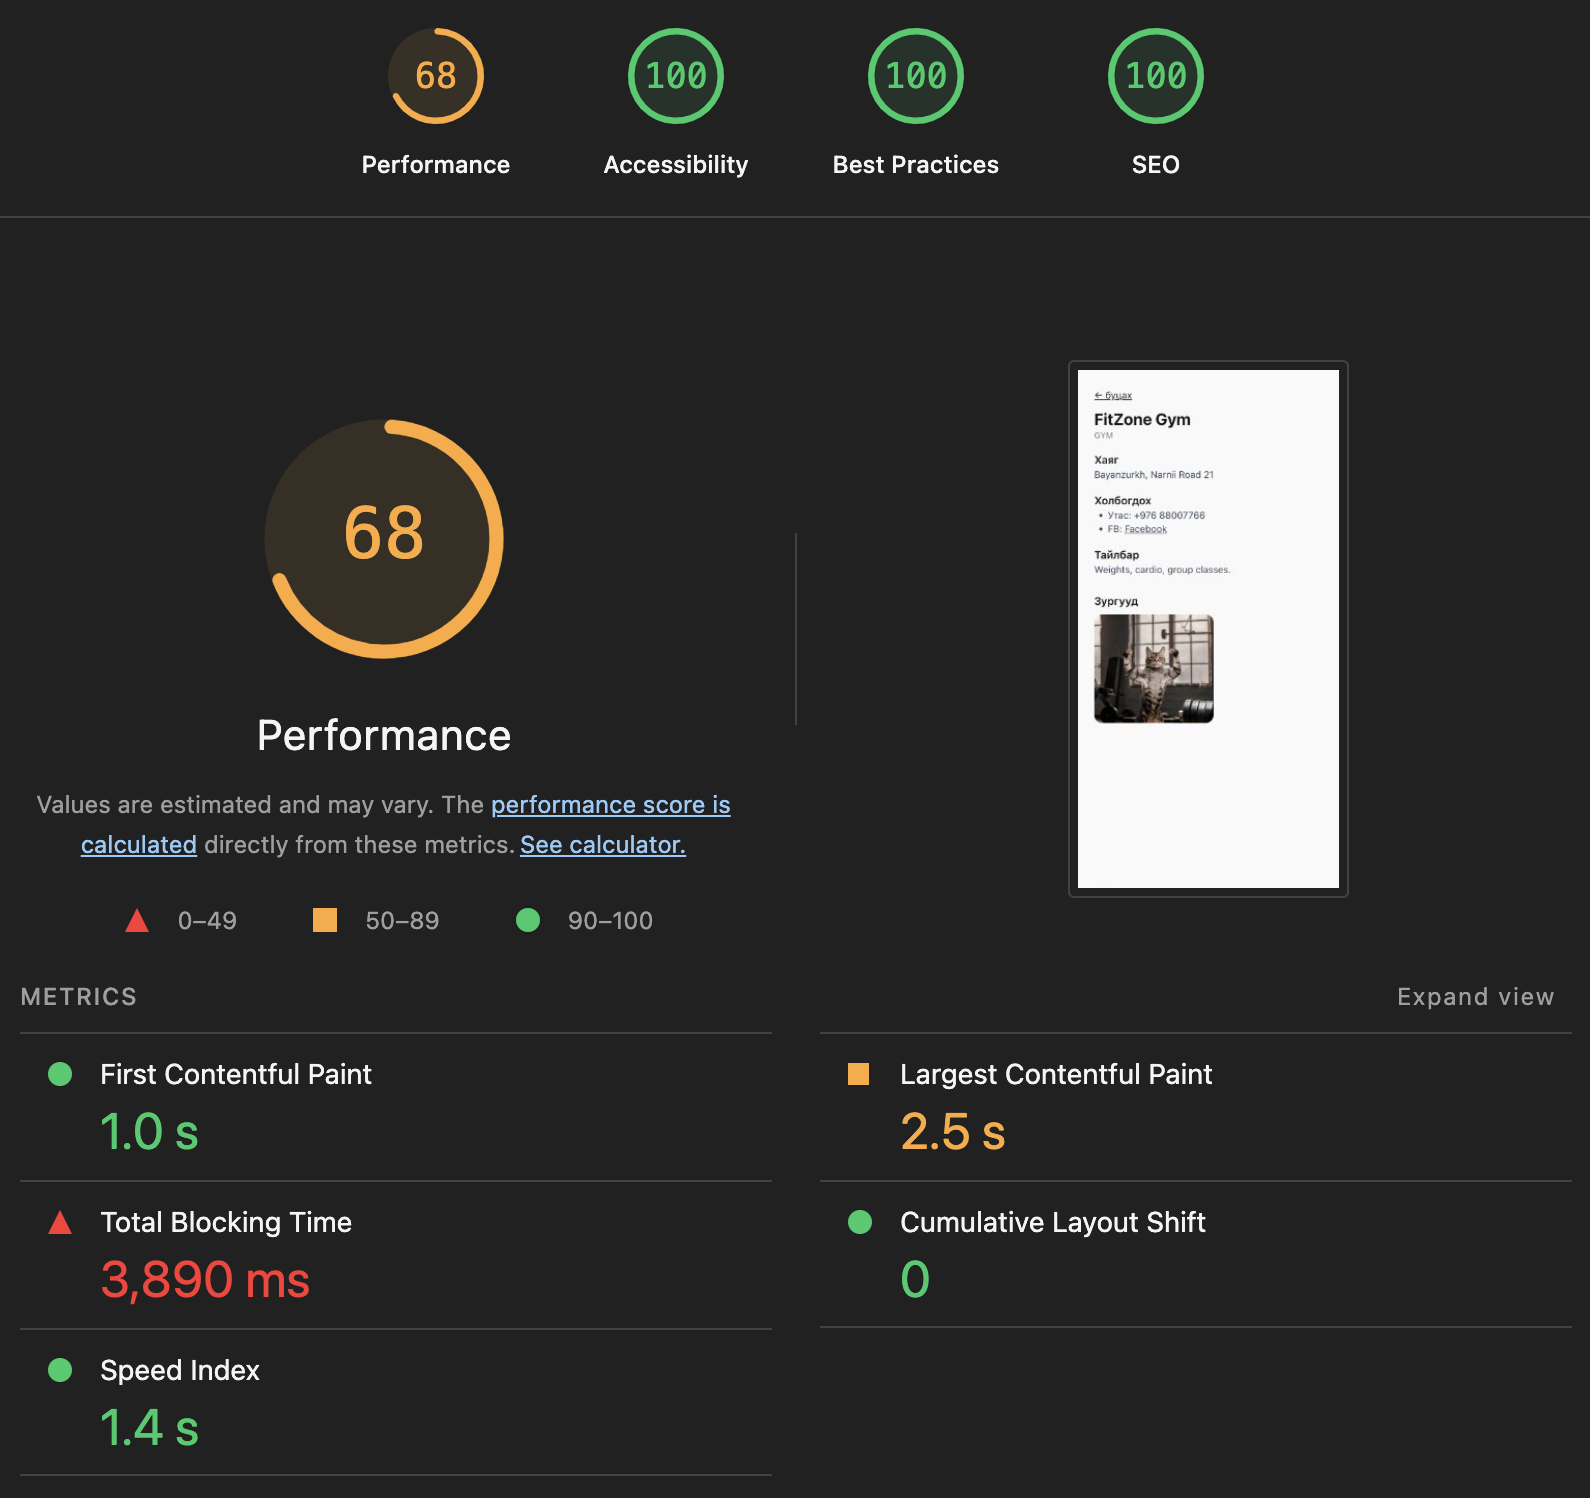 68
100
100
100
Performance
Accessibility
Best Practices
SEO
68
Performance
Values are estimated and may vary. The performance score is
calculated directly from these metrics. See calculator.
0–49
50–89
90–100
← буцах
FitZone Gym
GYM
Хаяг
Bayanzurkh, Narnii Road 21
Холбогдох
• Утас: +976 88007766
• FB: Facebook
Тайлбар
Weights, cardio, group classes.
Зургууд
METRICS
Expand view
First Contentful Paint
1.0 s
Largest Contentful Paint
2.5 s
Total Blocking Time
3,890 ms
Cumulative Layout Shift
0
Speed Index
1.4 s